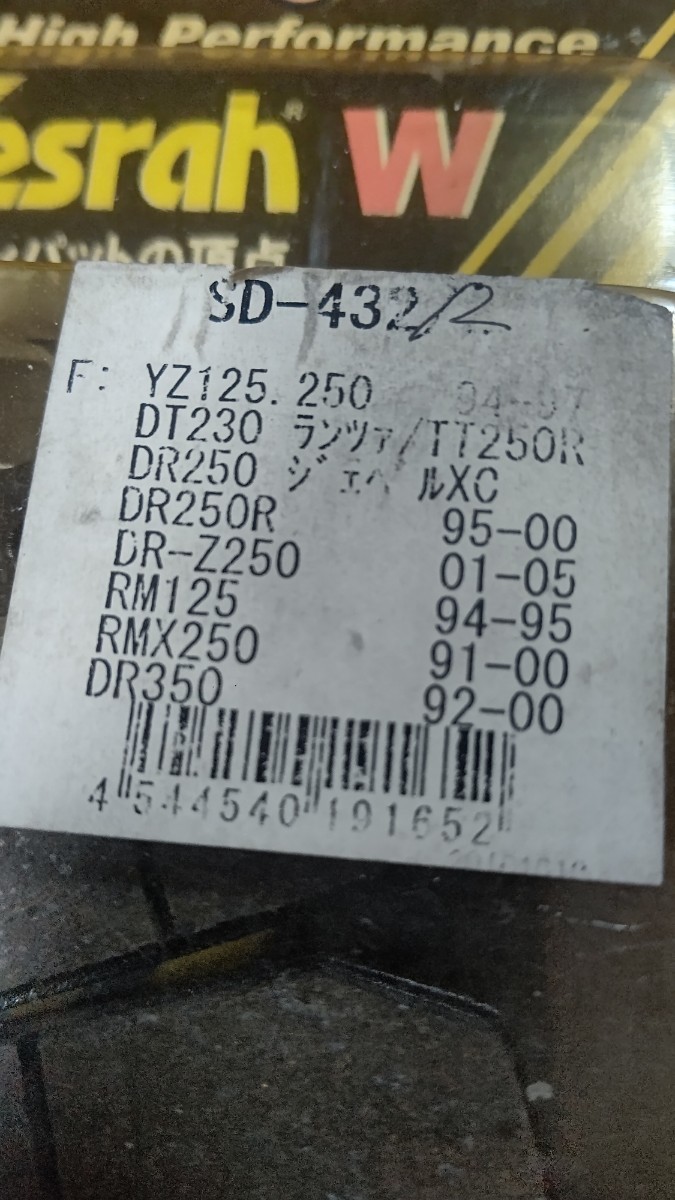 High Performance
esrah® W
パットの頂点
SD-432/2
F: YZ125. 250 94-97
DT230 ランツァ/TT250R
DR250 ジェベルXC
DR250R 95-00
DR-Z250 01-05
RM125 94-95
RMX250 91-00
DR350 92-00
4 544540 191652